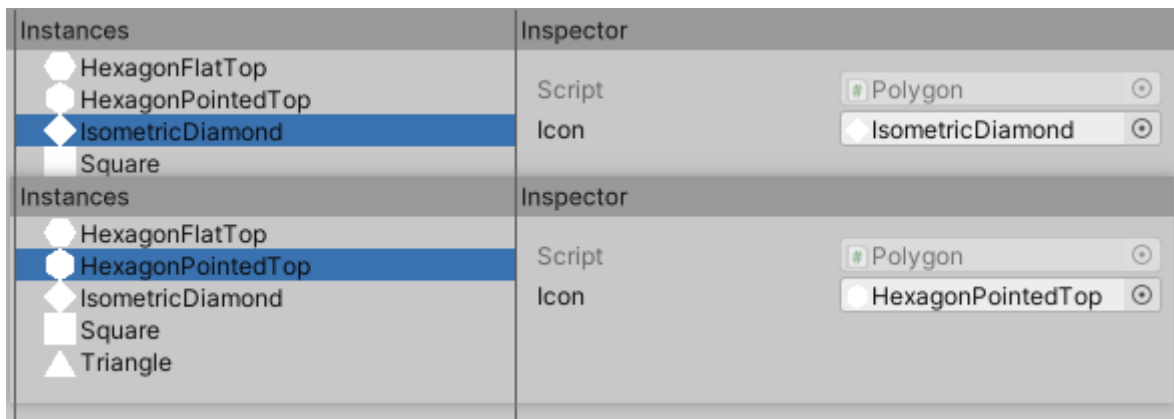 Instances Inspector
HexagonFlatTop
HexagonPointedTop
IsometricDiamond
Square
Script # Polygon
Icon IsometricDiamond
Instances Inspector
HexagonFlatTop
HexagonPointedTop
IsometricDiamond
Square
Triangle
Script # Polygon
Icon HexagonPointedTop